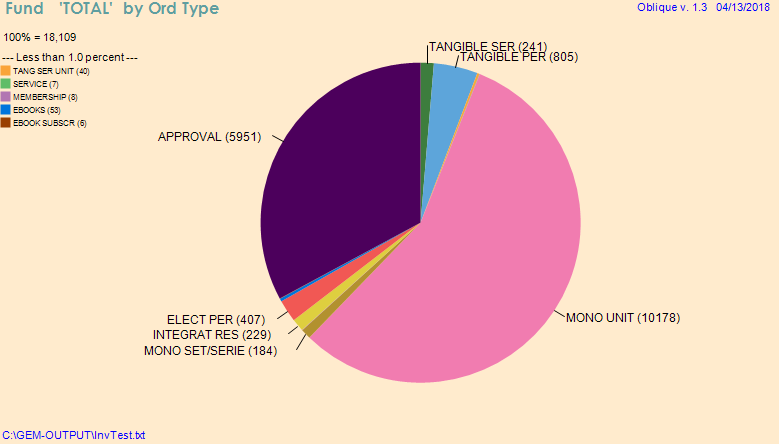 Fund 'TOTAL' by Ord Type
Oblique v. 1.3 04/13/2018
100% = 18,109
--- Less than 1.0 percent ---
TANG SER UNIT (40)
SERVICE (7)
MEMBERSHIP (8)
EBOOKS (53)
EBOOK SUBSCR (6)
TANGIBLE SER (241)
TANGIBLE PER (805)
APPROVAL (5951)
MONO UNIT (10178)
ELECT PER (407)
INTEGRAT RES (229)
MONO SET/SERIE (184)
C:\GEM-OUTPUT\InvTest.txt